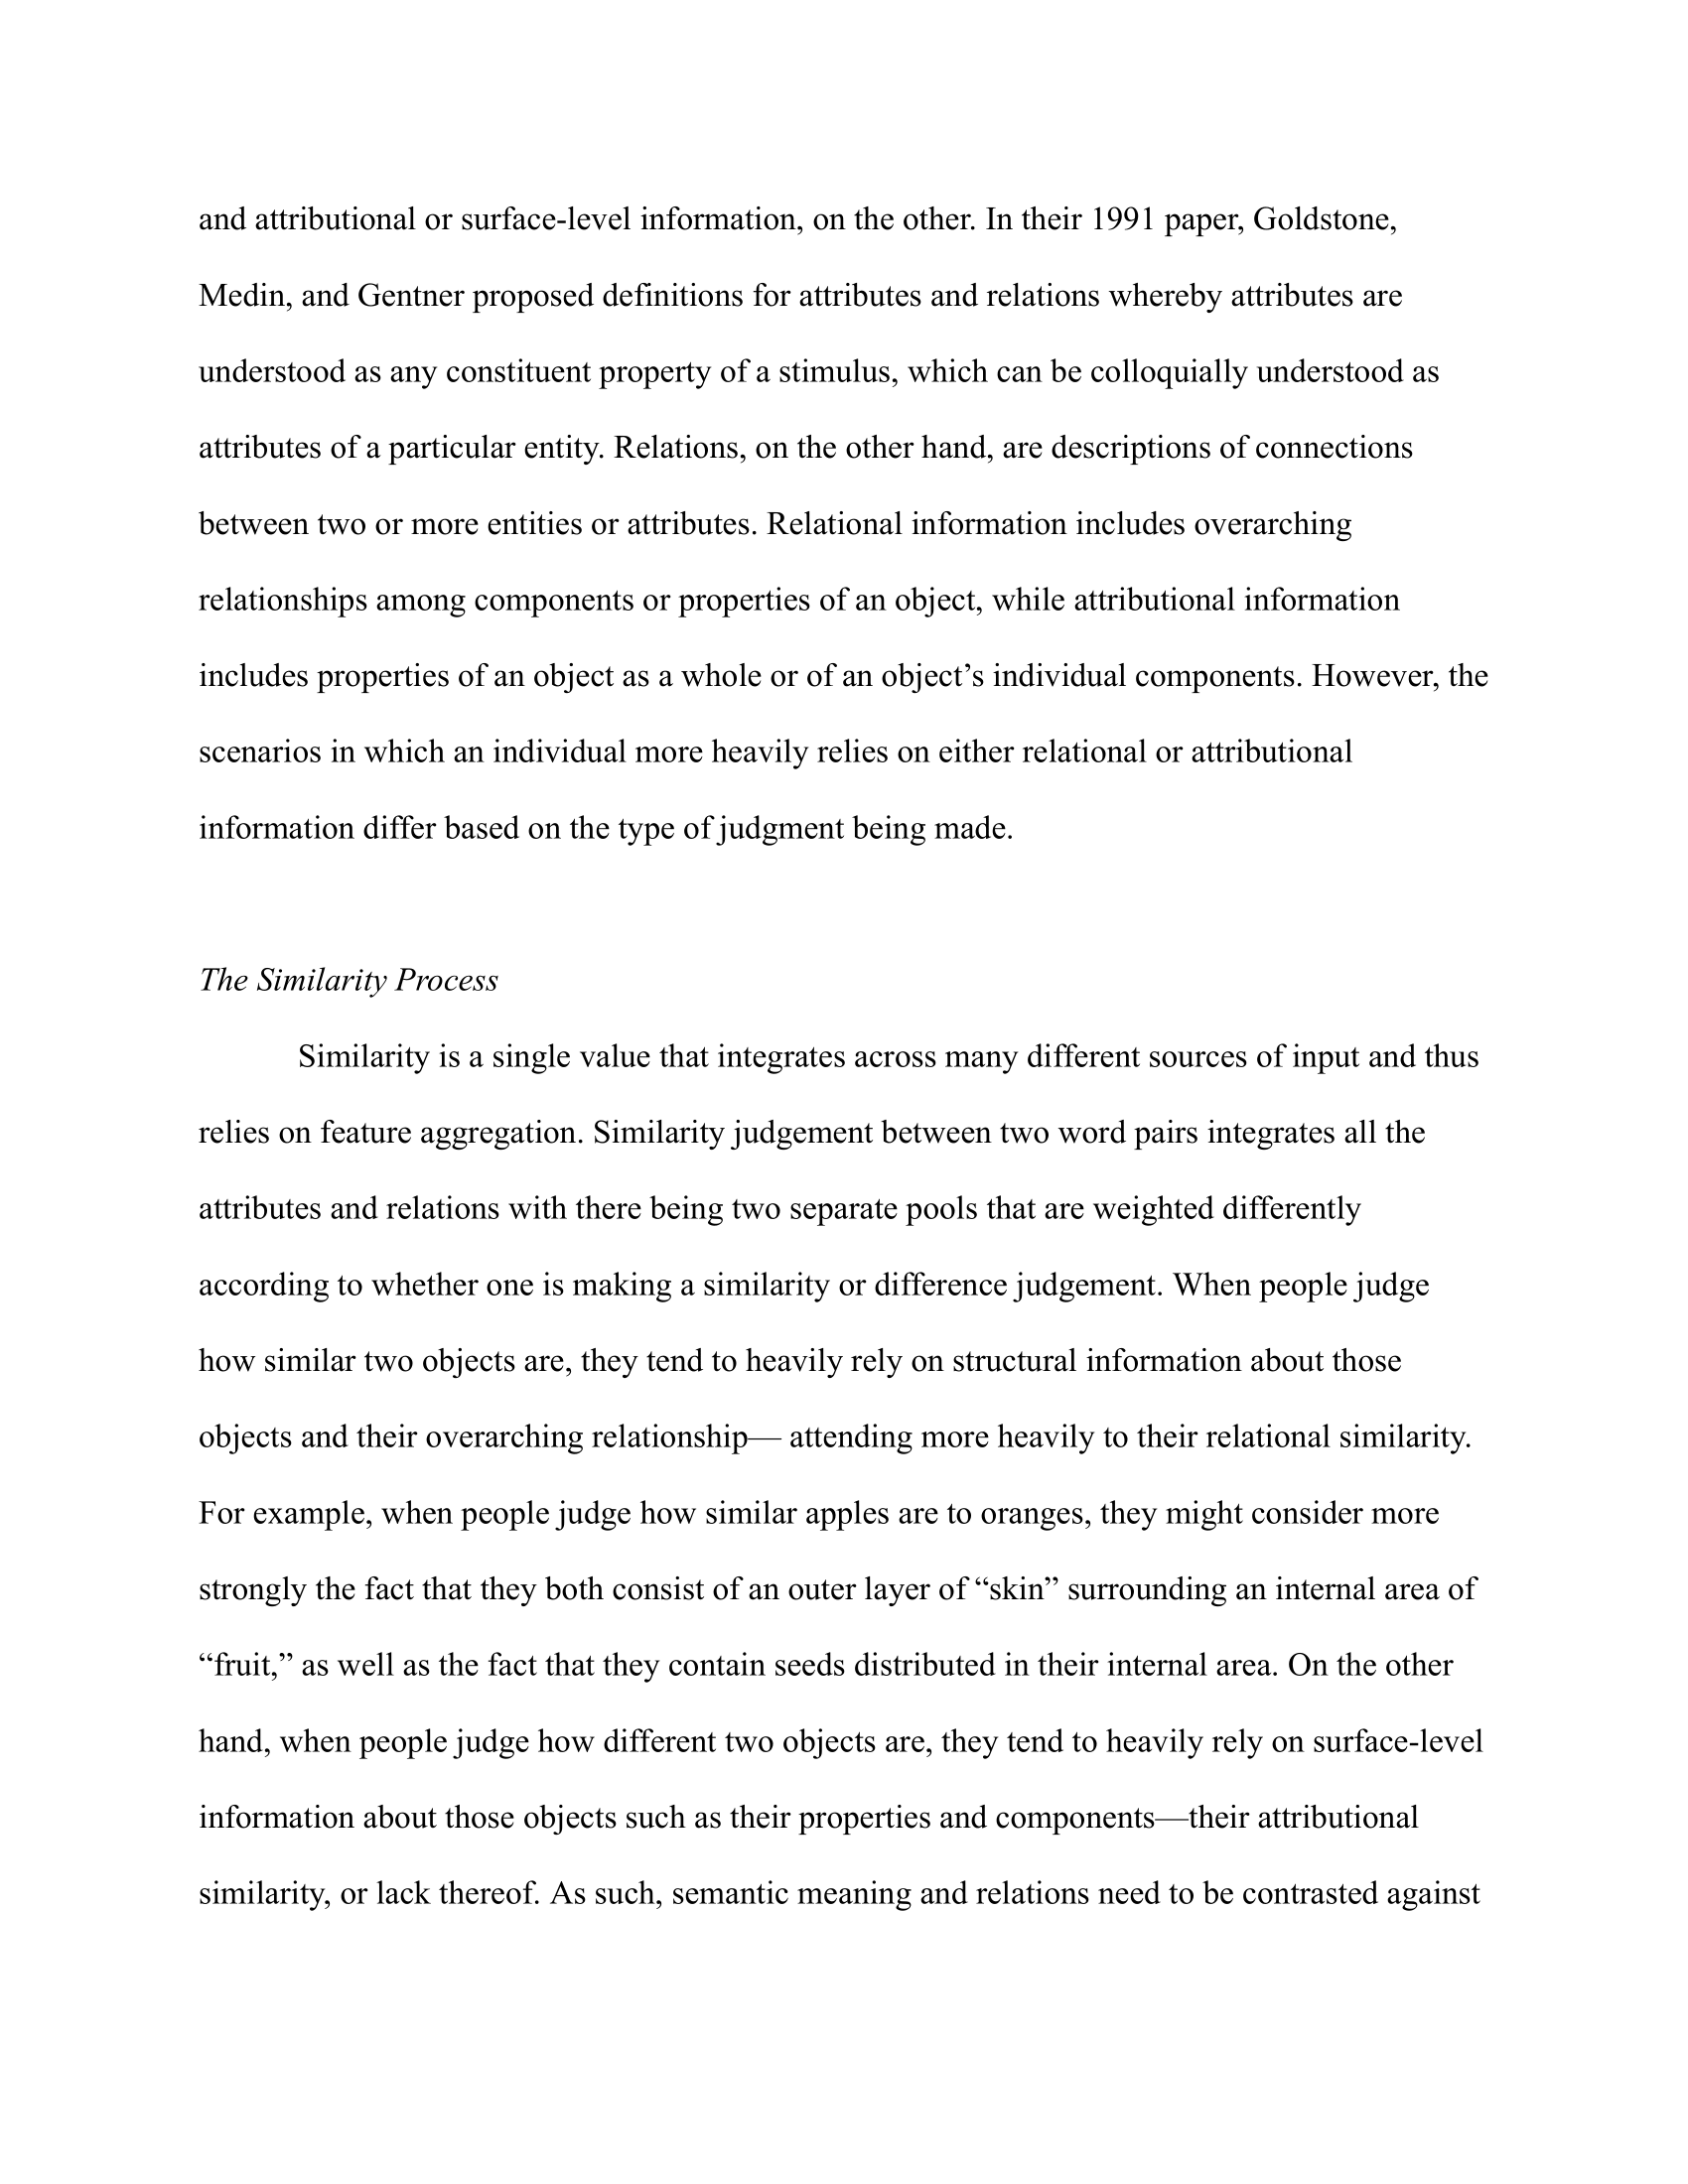 and attributional or surface-level information, on the other. In their 1991 paper, Goldstone,
Medin, and Gentner proposed definitions for attributes and relations whereby attributes are
understood as any constituent property of a stimulus, which can be colloquially understood as
attributes of a particular entity. Relations, on the other hand, are descriptions of connections
between two or more entities or attributes. Relational information includes overarching
relationships among components or properties of an object, while attributional information
includes properties of an object as a whole or of an object’s individual components. However, the
scenarios in which an individual more heavily relies on either relational or attributional
information differ based on the type of judgment being made.
The Similarity Process
Similarity is a single value that integrates across many different sources of input and thus
relies on feature aggregation. Similarity judgement between two word pairs integrates all the
attributes and relations with there being two separate pools that are weighted differently
according to whether one is making a similarity or difference judgement. When people judge
how similar two objects are, they tend to heavily rely on structural information about those
objects and their overarching relationship— attending more heavily to their relational similarity.
For example, when people judge how similar apples are to oranges, they might consider more
strongly the fact that they both consist of an outer layer of “skin” surrounding an internal area of
“fruit,” as well as the fact that they contain seeds distributed in their internal area. On the other
hand, when people judge how different two objects are, they tend to heavily rely on surface-level
information about those objects such as their properties and components—their attributional
similarity, or lack thereof. As such, semantic meaning and relations need to be contrasted against